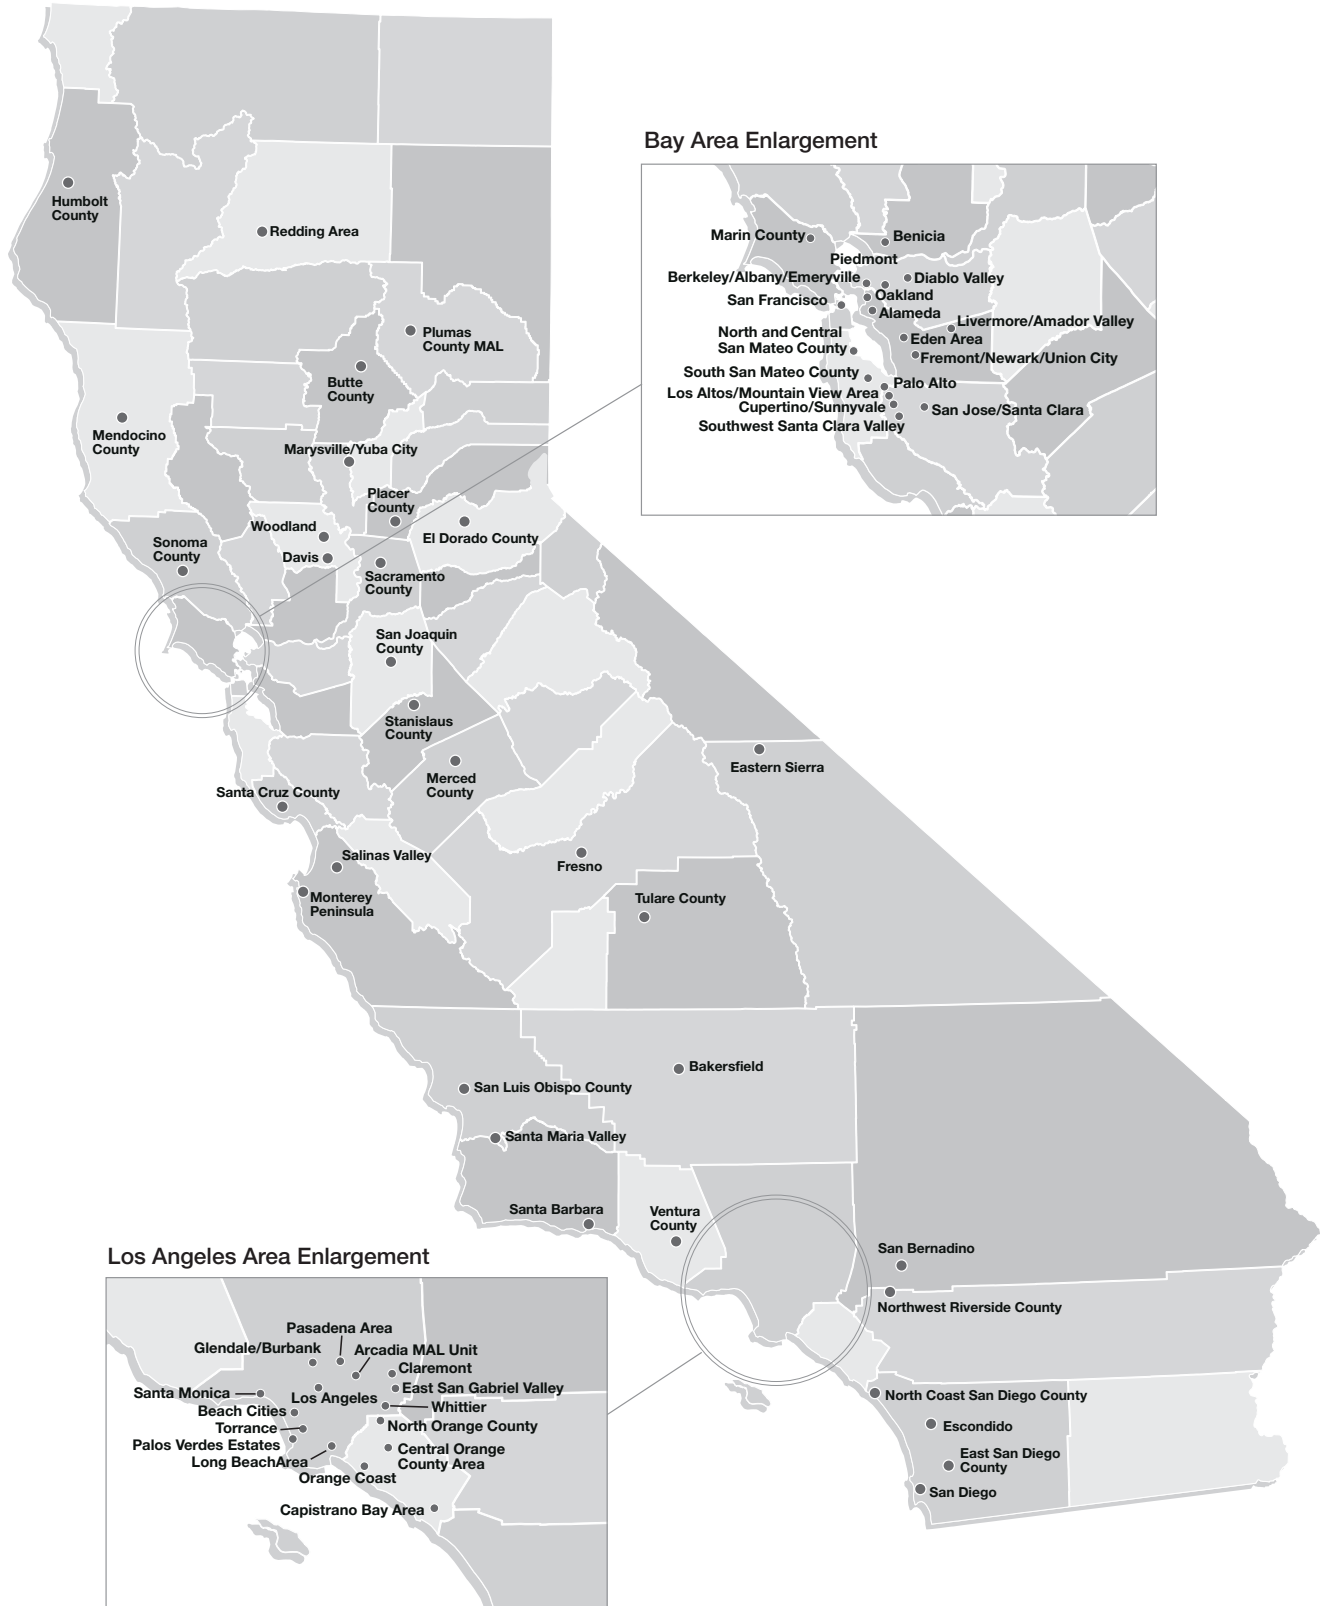 Bay Area Enlargement
Humbolt
County
Redding Area
Plumas
County MAL
Butte
County
Mendocino
County
Marysville/Yuba City
Placer
County
Woodland
El Dorado County
Sonoma
County
Davis
Sacramento
County
San Joaquin
County
Stanislaus
County
Eastern Sierra
Merced
County
Santa Cruz County
Salinas Valley
Fresno
Monterey
Peninsula
Tulare County
Bakersfield
San Luis Obispo County
Santa Maria Valley
Santa Barbara
Ventura
County
San Bernadino
Northwest Riverside County
North Coast San Diego County
Escondido
East San Diego
County
San Diego
Marin County
Benicia
Piedmont
Berkeley/Albany/Emeryville
Diablo Valley
San Francisco
Oakland
Alameda
Livermore/Amador Valley
North and Central
San Mateo County
Eden Area
Fremont/Newark/Union City
South San Mateo County
Palo Alto
Los Altos/Mountain View Area
Cupertino/Sunnyvale
San Jose/Santa Clara
Southwest Santa Clara Valley
Los Angeles Area Enlargement
Pasadena Area
Glendale/Burbank
Arcadia MAL Unit
Claremont
East San Gabriel Valley
Santa Monica
Los Angeles
Whittier
Beach Cities
North Orange County
Torrance
Palos Verdes Estates
Central Orange
County Area
Long BeachArea
Orange Coast
Capistrano Bay Area